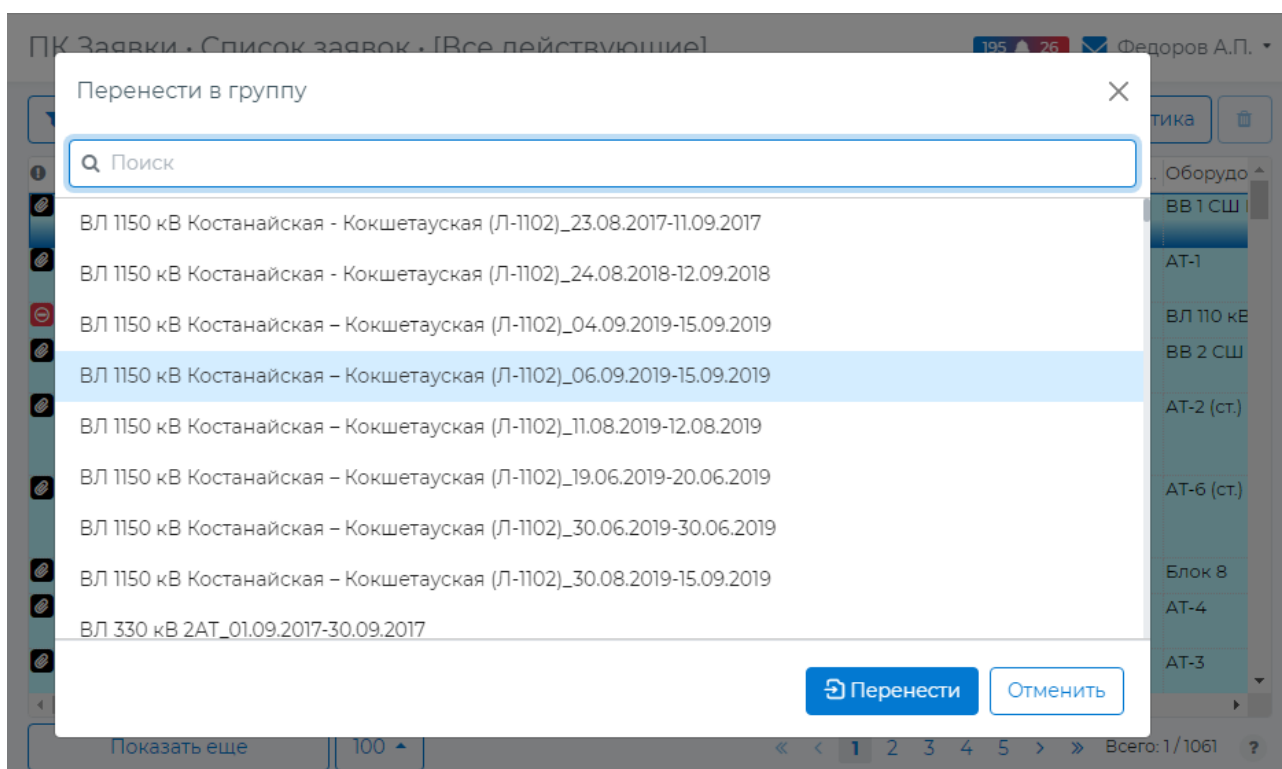 ПК Заявки • Список заявок • [Все действующие]
195 26 Федоров А.П.
Перенести в группу
тика
Поиск
Оборудо
ВЛ 1150 кВ Костанайская - Кокшетауская (Л-1102)_23.08.2017-11.09.2017
ВВ 1 СШ
ВЛ 1150 кВ Костанайская - Кокшетауская (Л-1102)_24.08.2018-12.09.2018
АТ-1
ВЛ 1150 кВ Костанайская – Кокшетауская (Л-1102)_04.09.2019-15.09.2019
ВЛ 110 кВ
ВЛ 1150 кВ Костанайская – Кокшетауская (Л-1102)_06.09.2019-15.09.2019
ВВ 2 СШ
ВЛ 1150 кВ Костанайская – Кокшетауская (Л-1102)_11.08.2019-12.08.2019
АТ-2 (ст.)
ВЛ 1150 кВ Костанайская – Кокшетауская (Л-1102)_19.06.2019-20.06.2019
АТ-6 (ст.)
ВЛ 1150 кВ Костанайская – Кокшетауская (Л-1102)_30.06.2019-30.06.2019
ВЛ 1150 кВ Костанайская – Кокшетауская (Л-1102)_30.08.2019-15.09.2019
Блок 8
АТ-4
ВЛ 330 кВ 2АТ_01.09.2017-30.09.2017
АТ-3
Перенести
Отменить
Показать еще
100
« < 1 2 3 4 5 > » Всего: 1 / 1061 ?